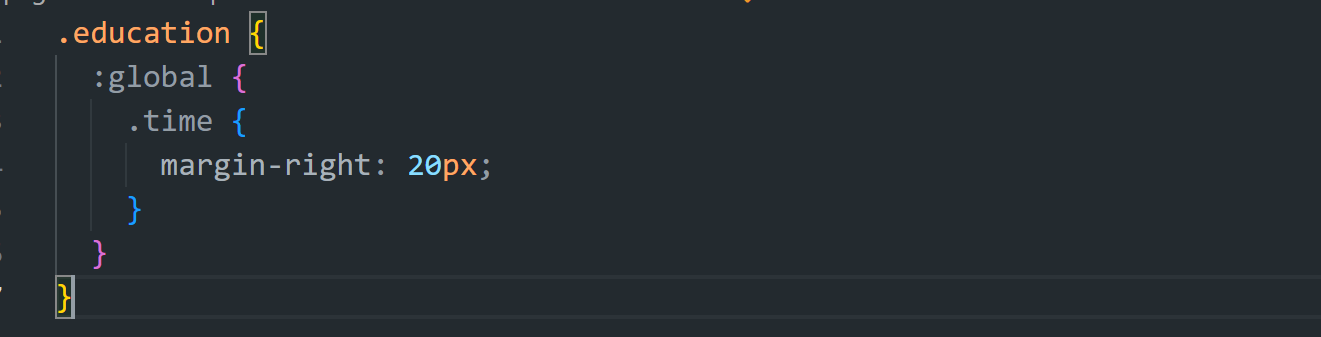 .education {
:global {
.time {
margin-right: 20px;
}
}
}